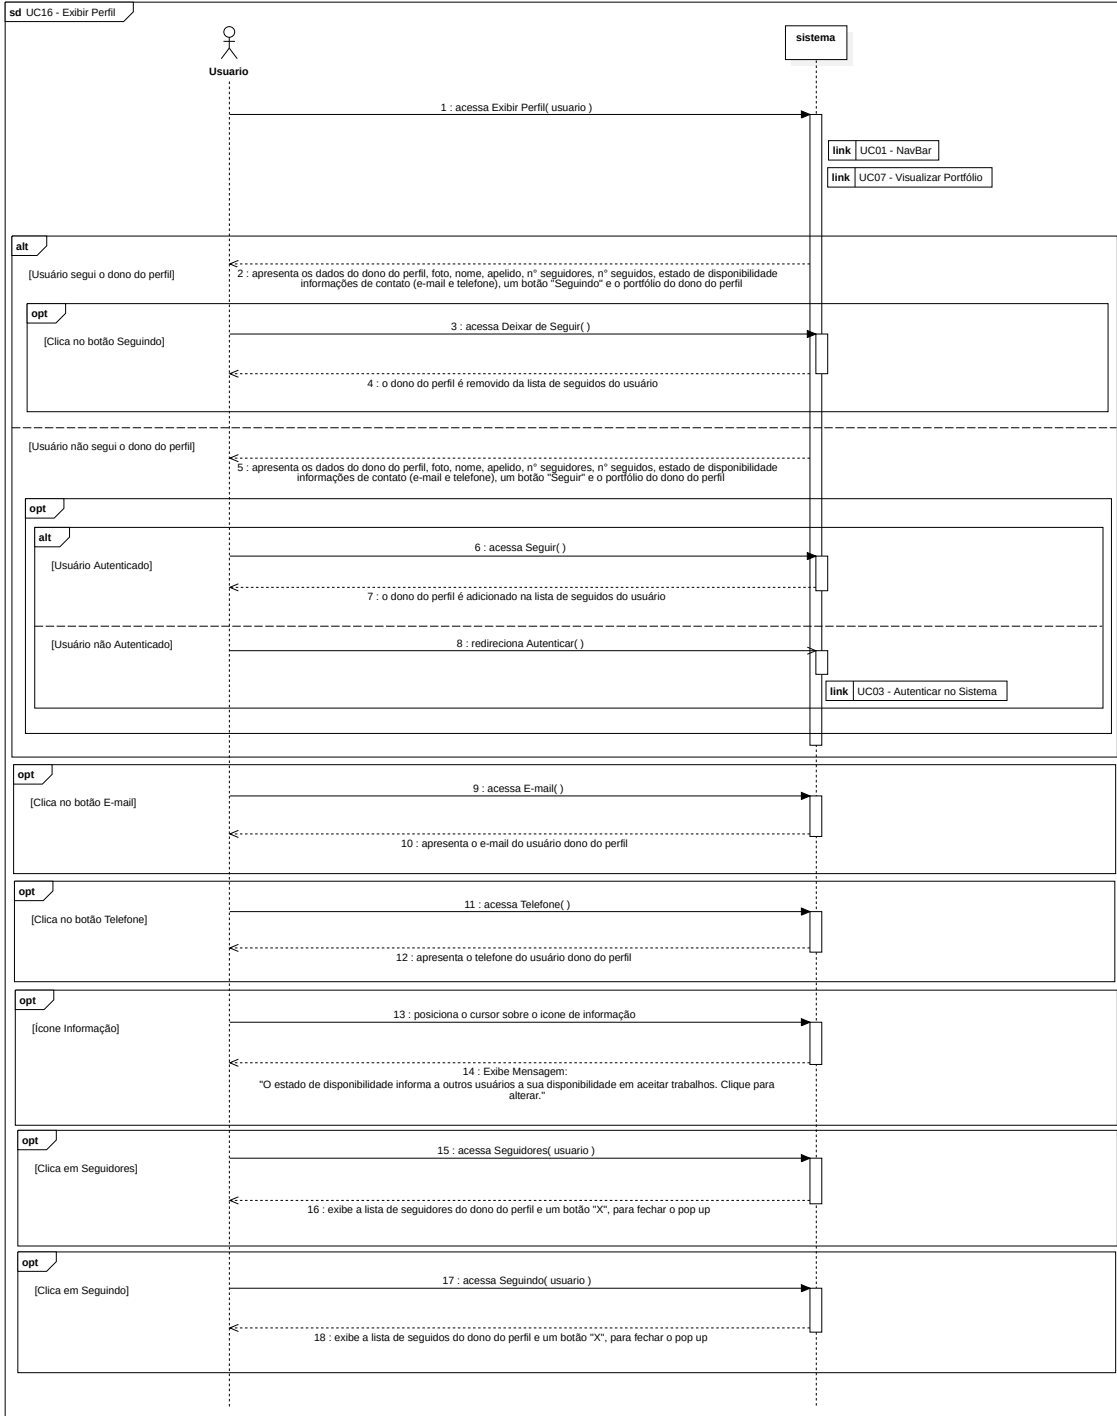 sd UC16 - Exibir Perfil
sistema
Usuario
1 : acessa Exibir Perfil( usuario )
link UC01 - NavBar
link UC07 - Visualizar Portfólio
alt
[Usuário segui o dono do perfil]
2 : apresenta os dados do dono do perfil, foto, nome, apelido, n° seguidores, n° seguidos, estado de disponibilidade
informações de contato (e-mail e telefone), um botão "Seguindo" e o portfólio do dono do perfil
opt
3 : acessa Deixar de Seguir( )
[Clica no botão Seguindo]
4 : o dono do perfil é removido da lista de seguidos do usuário
[Usuário não segui o dono do perfil]
5 : apresenta os dados do dono do perfil, foto, nome, apelido, n° seguidores, n° seguidos, estado de disponibilidade
informações de contato (e-mail e telefone), um botão "Seguir" e o portfólio do dono do perfil
opt
alt
6 : acessa Seguir( )
[Usuário Autenticado]
7 : o dono do perfil é adicionado na lista de seguidos do usuário
[Usuário não Autenticado]
8 : redireciona Autenticar( )
link UC03 - Autenticar no Sistema
opt
9 : acessa E-mail( )
[Clica no botão E-mail]
10 : apresenta o e-mail do usuário dono do perfil
opt
11 : acessa Telefone( )
[Clica no botão Telefone]
12 : apresenta o telefone do usuário dono do perfil
opt
13 : posiciona o cursor sobre o icone de informação
[Ícone Informação]
14 : Exibe Mensagem:
"O estado de disponibilidade informa a outros usuários a sua disponibilidade em aceitar trabalhos. Clique para
alterar."
opt
15 : acessa Seguidores( usuario )
[Clica em Seguidores]
16 : exibe a lista de seguidores do dono do perfil e um botão "X", para fechar o pop up
opt
17 : acessa Seguindo( usuario )
[Clica em Seguindo]
18 : exibe a lista de seguidos do dono do perfil e um botão "X", para fechar o pop up